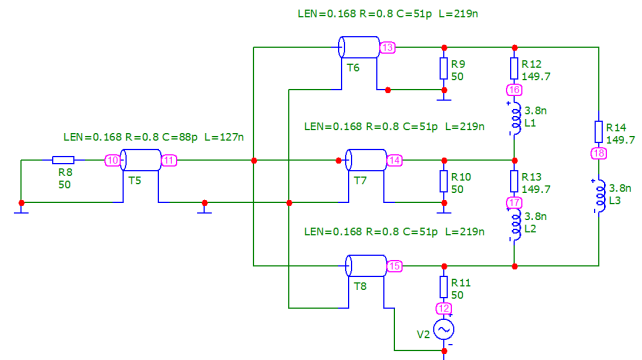 LEN=0.168 R=0.8 C=51p L=219n
13
T6
R9
50
R12
149.7
16
3.8n
L1
R14
149.7
18
3.8n
L3
LEN=0.168 R=0.8 C=88p L=127n
R8
50
10
11
T5
LEN=0.168 R=0.8 C=51p L=219n
14
T7
R10
50
R13
149.7
17
3.8n
L2
LEN=0.168 R=0.8 C=51p L=219n
15
T8
R11
50
12
V2